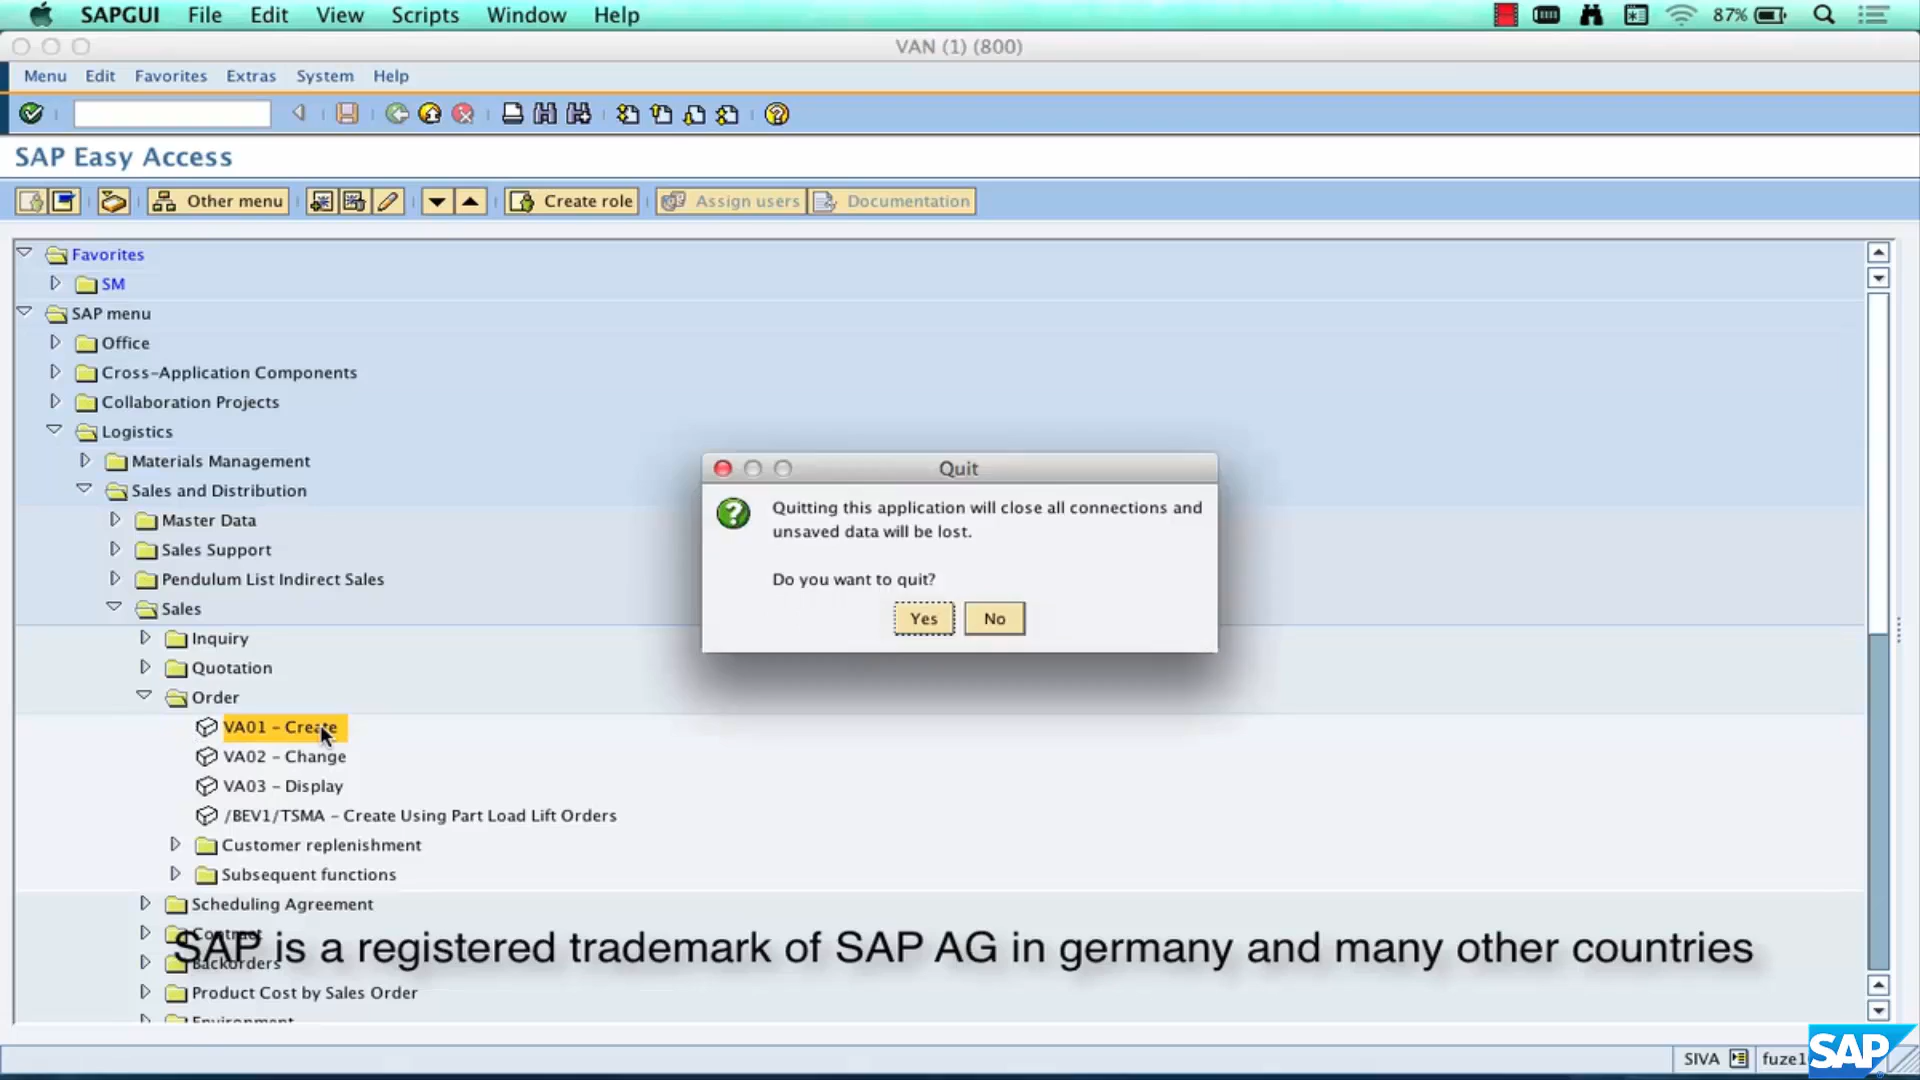 SAPGUI File Edit View Scripts Window Help 87%
VAN (1) (800)
Menu Edit Favorites Extras System Help
SAP Easy Access
Other menu Create role Assign users Documentation
Favorites
SM
SAP menu
Office
Cross-Application Components
Collaboration Projects
Logistics
Materials Management
Sales and Distribution
Master Data
Sales Support
Pendulum List Indirect Sales
Sales
Inquiry
Quotation
Order
VA01 - Create
VA02 - Change
VA03 - Display
/BEV1/TSMA - Create Using Part Load Lift Orders
Customer replenishment
Subsequent functions
Scheduling Agreement
Contract
Backorders
Product Cost by Sales Order
Environment
Quit
Quitting this application will close all connections and
unsaved data will be lost.
Do you want to quit?
Yes No
SAP is a registered trademark of SAP AG in germany and many other countries
SIVA
SAP